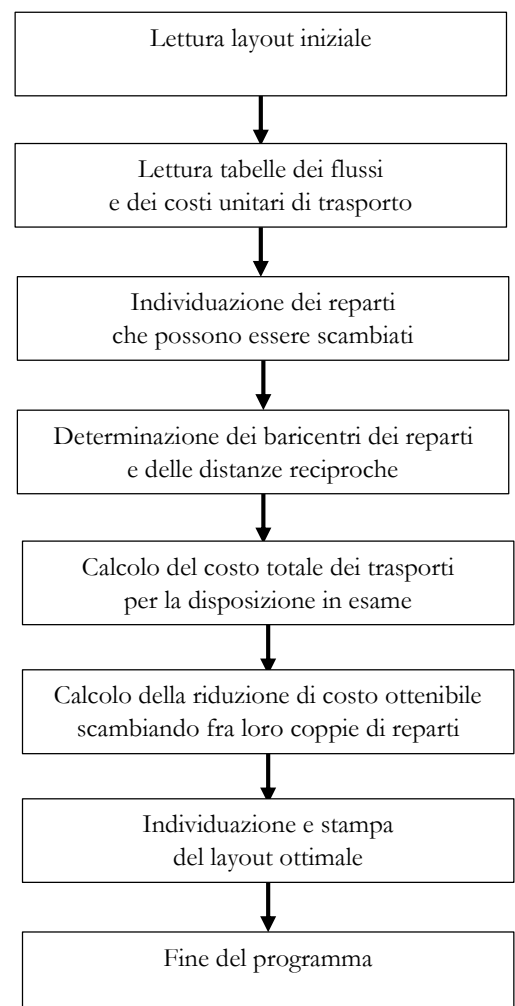 Lettura layout iniziale
Lettura tabelle dei flussi
e dei costi unitari di trasporto
Individuazione dei reparti
che possono essere scambiati
Determinazione dei baricentri dei reparti
e delle distanze reciproche
Calcolo del costo totale dei trasporti
per la disposizione in esame
Calcolo della riduzione di costo ottenibile
scambiando fra loro coppie di reparti
Individuazione e stampa
del layout ottimale
Fine del programma